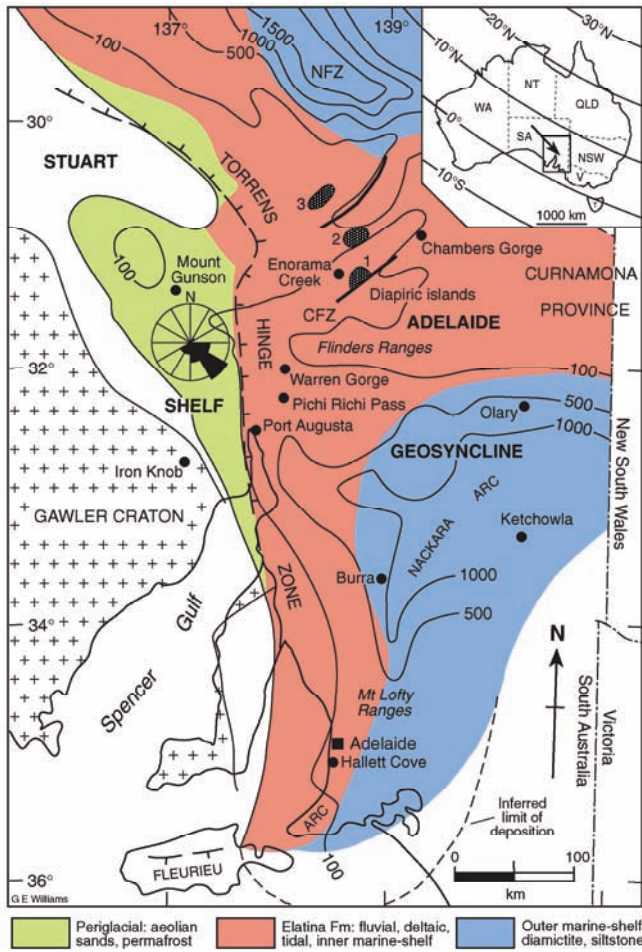 137°
139°
100
500
1000
1500
NFZ
30°
STUART
TORRENS
3
2
1
100
Mount
Gunson
N
Enorama
Creek
Chambers Gorge
Diapiric islands
CURNAMONA
PROVINCE
CFZ
ADELAIDE
HINGE
Flinders Ranges
32°
100
Warren Gorge
Pichi Richi Pass
SHELF
Port Augusta
500
1000
Olary
Iron Knob
GEOSYNCLINE
GAWLER CRATON
NACKARA
ARC
Ketchowla
New South Wales
ZONE
Burra
1000
500
34°
Spencer
Gulf
N
Mt Lofty
Ranges
South Australia
Victoria
Adelaide
Hallett Cove
ARC
100
Inferred
limit of
deposition
FLEURIEU
0
100
km
36°
G E Williams
20°N
30°N
10°N
0°
10°S
WA
NT
QLD
SA
NSW
V
T
1000 km
Periglacial: aeolian
sands, permafrost
Elatina Fm: fluvial, deltaic,
tidal, inner marine-shelf
Outer marine-shelf
diamictite, siltstone